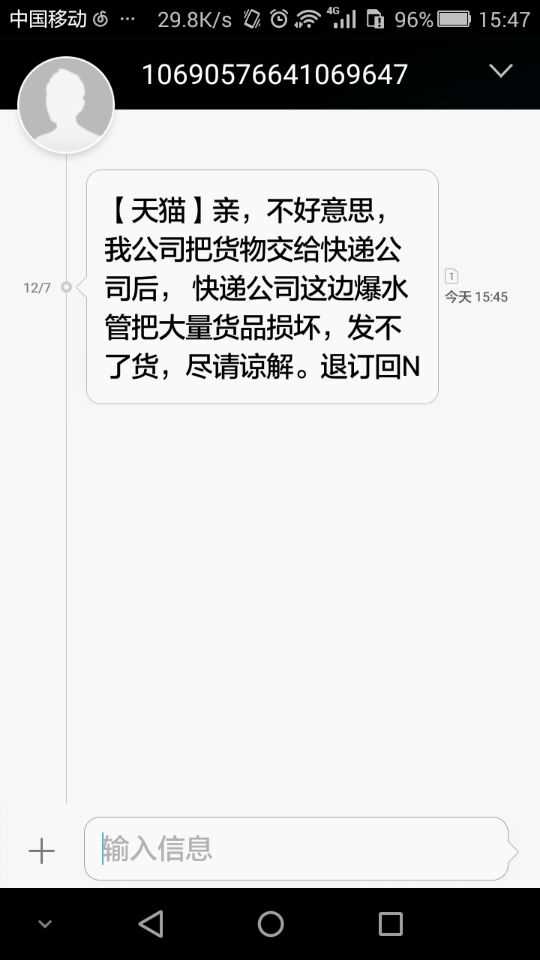 中国移动 ··· 29.8K/s 4G 96% 15:47
10690576641069647
【天猫】亲，不好意思，
我公司把货物交给快递公
司后， 快递公司这边爆水
管把大量货品损坏，发不
了货，尽请谅解。退订回N
12/7
1
今天 15:45
输入信息